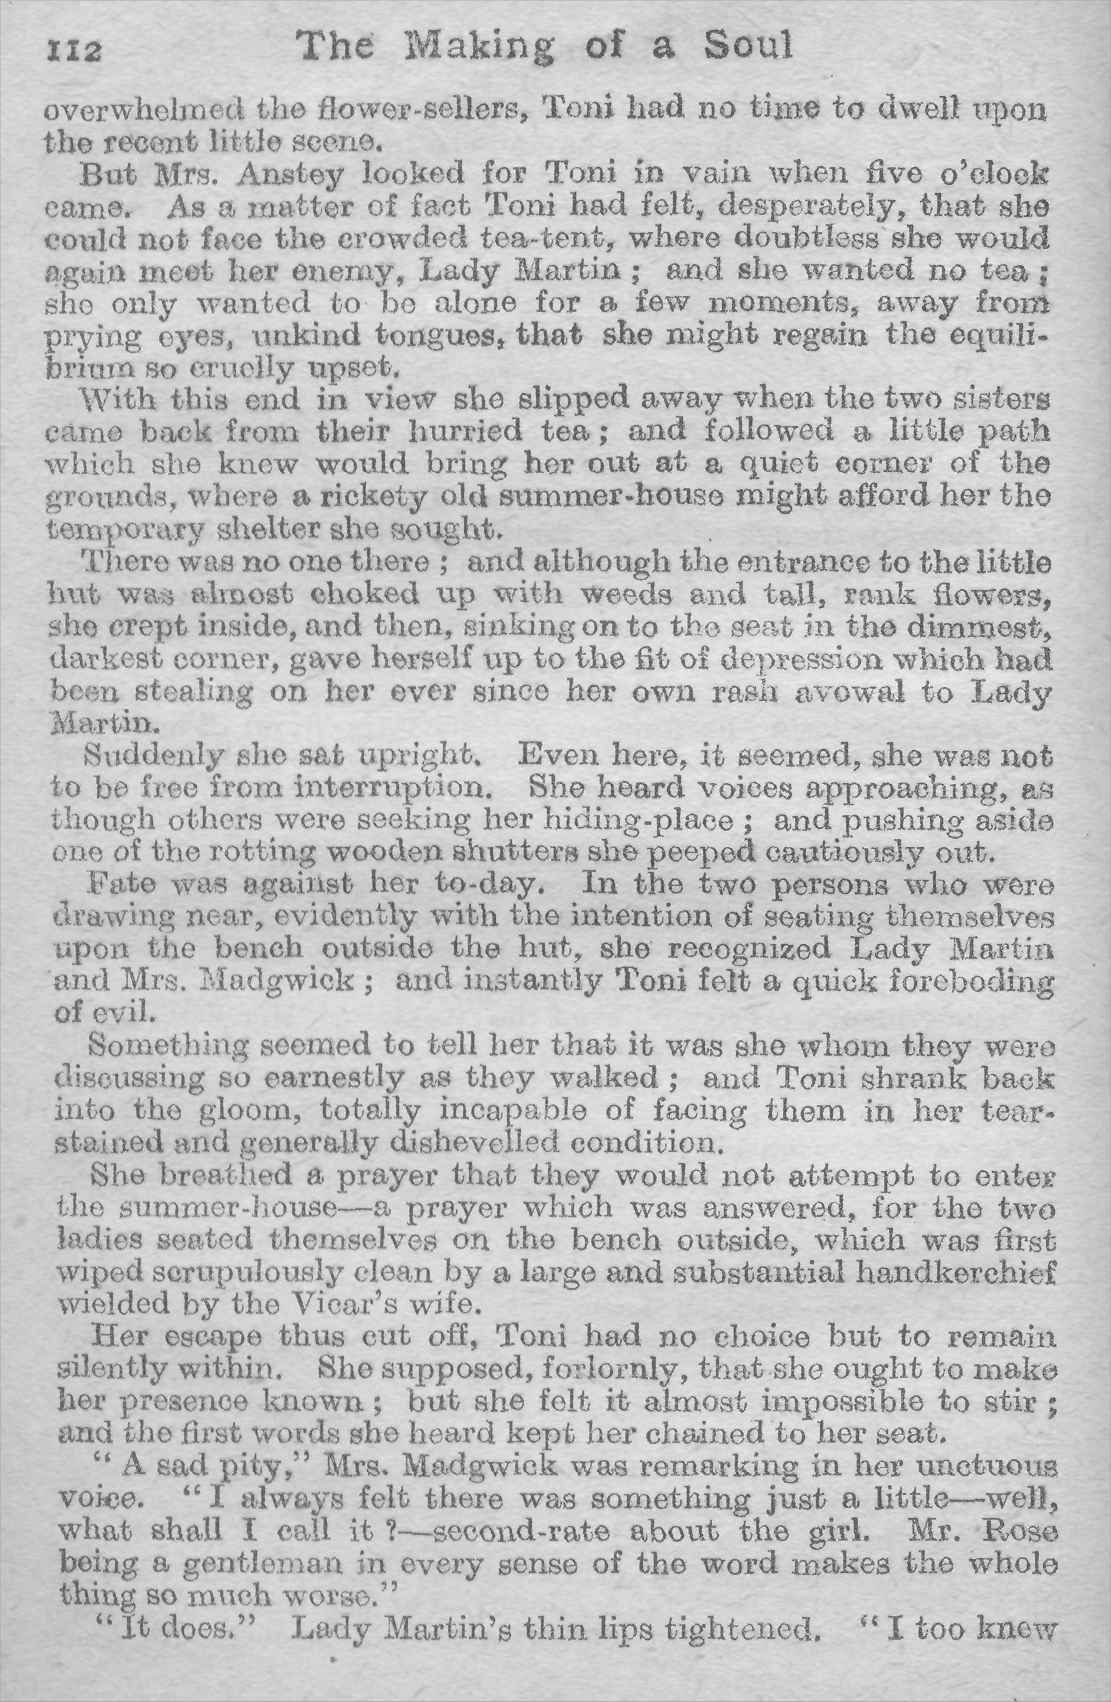 112 The Making of a Soul
overwhelmed the flower-sellers, Toni had no time to dwell upon
the recent little scene.
But Mrs. Anstey looked for Toni in vain when five o'clock
came. As a matter of fact Toni had felt, desperately, that she
could not face the crowded tea-tent, where doubtless she would
again meet her enemy, Lady Martin ; and she wanted no tea ;
she only wanted to be alone for a few moments, away from
prying eyes, unkind tongues, that she might regain the equili-
brium so cruelly upset.
With this end in view she slipped away when the two sisters
came back from their hurried tea ; and followed a little path
which she knew would bring her out at a quiet corner of the
grounds, where a rickety old summer-house might afford her the
temporary shelter she sought.
There was no one there ; and although the entrance to the little
hut was almost choked up with weeds and tall, rank flowers,
she crept inside, and then, sinking on to the seat in the dimmest,
darkest corner, gave herself up to the fit of depression which had
been stealing on her ever since her own rash avowal to Lady
Martin.
Suddenly she sat upright. Even here, it seemed, she was not
to be free from interruption. She heard voices approaching, as
though others were seeking her hiding-place ; and pushing aside
one of the rotting wooden shutters she peeped cautiously out.
Fate was against her to-day. In the two persons who were
drawing near, evidently with the intention of seating themselves
upon the bench outside the hut, she recognized Lady Martin
and Mrs. Madgwick ; and instantly Toni felt a quick foreboding
of evil.
Something seemed to tell her that it was she whom they were
discussing so earnestly as they walked ; and Toni shrank back
into the gloom, totally incapable of facing them in her tear-
stained and generally dishevelled condition.
She breathed a prayer that they would not attempt to enter
the summer-house—a prayer which was answered, for the two
ladies seated themselves on the bench outside, which was first
wiped scrupulously clean by a large and substantial handkerchief
wielded by the Vicar's wife.
Her escape thus cut off, Toni had no choice but to remain
silently within. She supposed, forlornly, that she ought to make
her presence known ; but she felt it almost impossible to stir ;
and the first words she heard kept her chained to her seat.
" A sad pity," Mrs. Madgwick was remarking in her unctuous
voice. " I always felt there was something just a little—well,
what shall I call it ?—second-rate about the girl. Mr. Rose
being a gentleman in every sense of the word makes the whole
thing so much worse."
" It does." Lady Martin's thin lips tightened. " I too knew